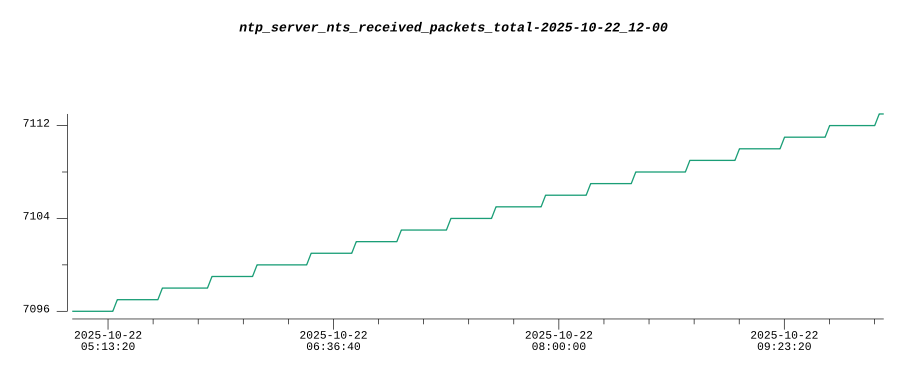 ntp_server_nts_received_packets_total-2025-10-22_12-00
7112
7104
7096
2025-10-22 2025-10-22 2025-10-22 2025-10-22
05:13:20 06:36:40 08:00:00 09:23:20